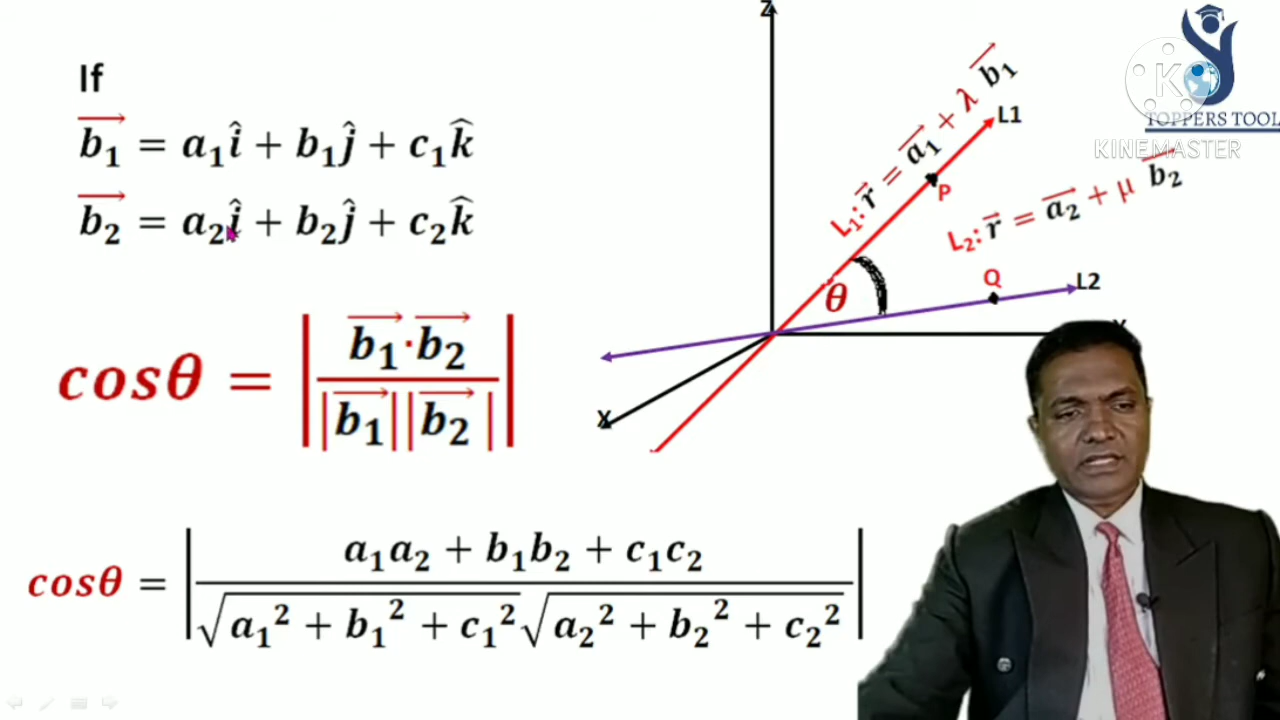 If
b₁⃗ = a₁î + b₁ĵ + c₁k̂
b₂⃗ = a₂î + b₂ĵ + c₂k̂
cosθ = | b₁⃗·b₂⃗ / |b₁⃗||b₂⃗| |
cosθ = | a₁a₂ + b₁b₂ + c₁c₂ / √a₁² + b₁² + c₁² √a₂² + b₂² + c₂² |
Z
L₁: r⃗ = a₁⃗ + λ b₁⃗
L1
P
L₂: r⃗ = a₂⃗ + μ b₂⃗
Q
L2
θ
X
TOPPERS TOOL
K
KINEMASTER